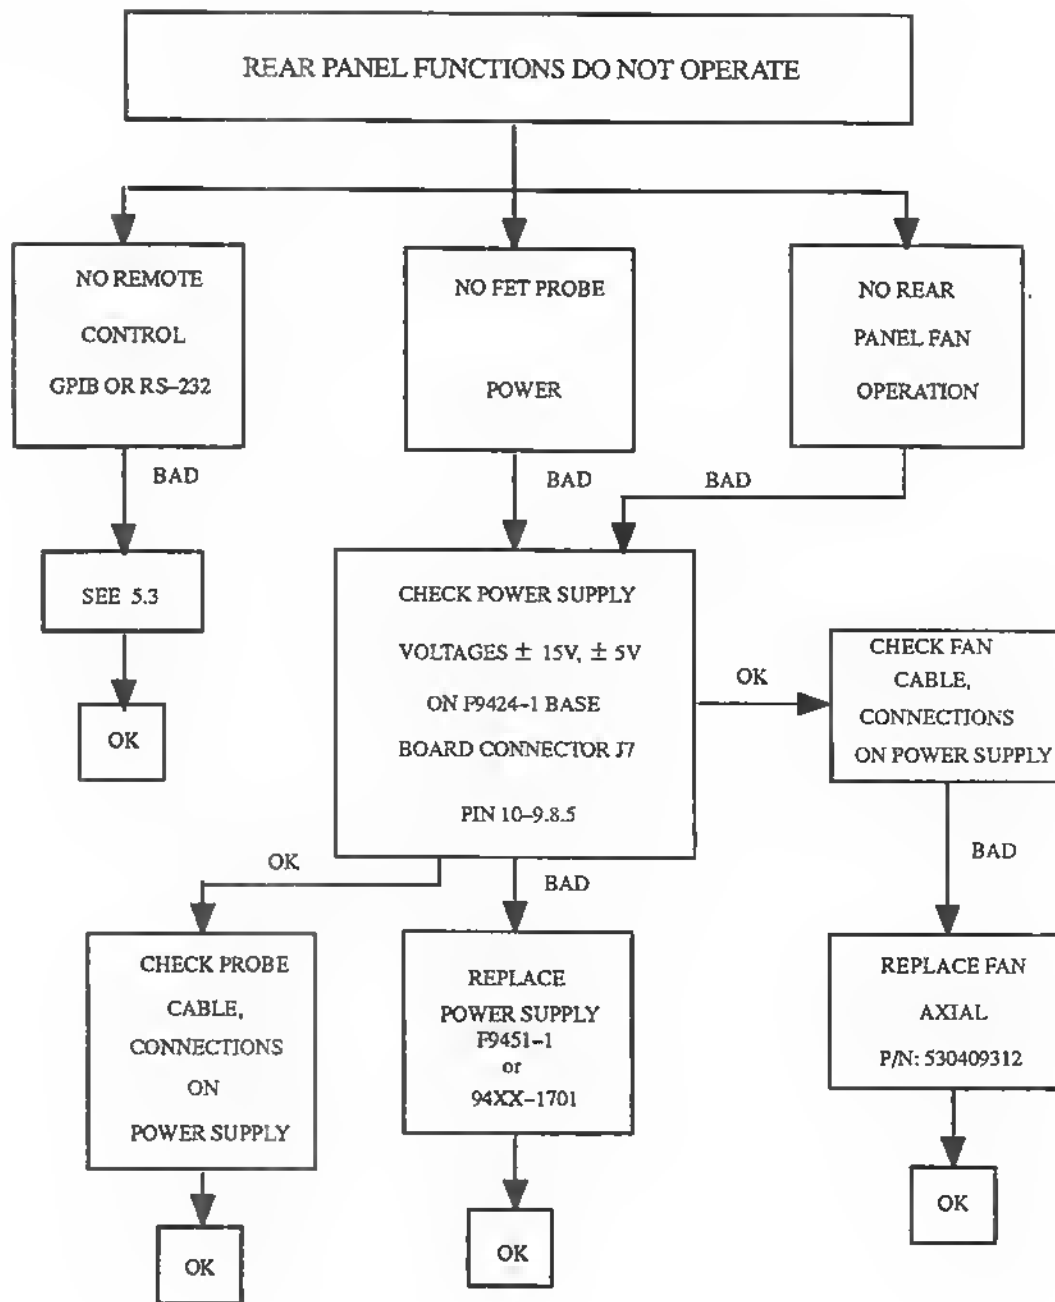 REAR PANEL FUNCTIONS DO NOT OPERATE
NO REMOTE
CONTROL
GPIB OR RS-232
NO FET PROBE
POWER
NO REAR
PANEL FAN
OPERATION
BAD
BAD
BAD
SEE 5.3
OK
CHECK POWER SUPPLY
VOLTAGES ± 15V, ± 5V
ON F9424-1 BASE
BOARD CONNECTOR J7
PIN 10-9.8.5
OK
CHECK FAN
CABLE,
CONNECTIONS
ON POWER SUPPLY
OK
BAD
BAD
CHECK PROBE
CABLE,
CONNECTIONS
ON
POWER SUPPLY
REPLACE
POWER SUPPLY
F9451-1
or
94XX-1701
REPLACE FAN
AXIAL
P/N: 530409312
OK
OK
OK